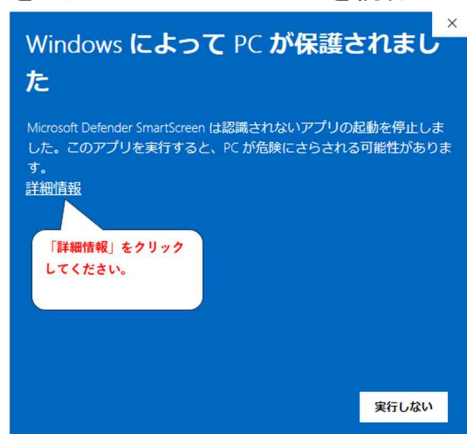 Windows によって PC が保護されまし
た
Microsoft Defender SmartScreen は認識されないアプリの起動を停止しま
した。このアプリを実行すると、PC が危険にさらされる可能性がありま
す。
詳細情報
「詳細情報」をクリック
してください。
実行しない